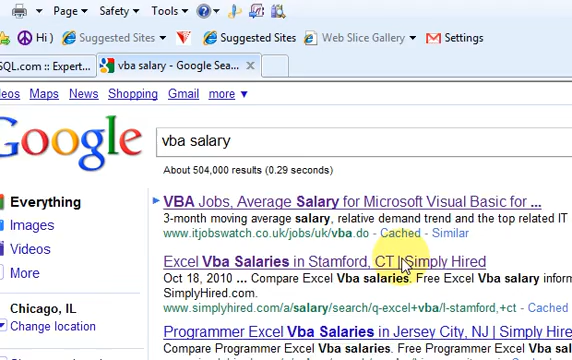 Page Safety Tools
Hi ) Suggested Sites Suggested Sites Web Slice Gallery Settings
SQL.com :: Expert... vba salary - Google Sea...
eos Maps News Shopping Gmail more
Google vba salary
About 504,000 results (0.29 seconds)
Everything
Images
Videos
More
Chicago, IL
Change location
VBA Jobs, Average Salary for Microsoft Visual Basic for ...
3-month moving average salary, relative demand trend and the top related IT
www.itjobswatch.co.uk/jobs/uk/vba.do - Cached - Similar
Excel Vba Salaries in Stamford, CT | Simply Hired
Oct 18, 2010 ... Compare Excel Vba salaries. Free Excel Vba salary inform
SimplyHired.com.
www.simplyhired.com/a/salary/search/q-excel+vba/l-stamford,+ct - Cached
Programmer Excel Vba Salaries in Jersey City, NJ | Simply Hire
Compare Programmer Excel Vba salaries. Free Programmer Excel Vba s